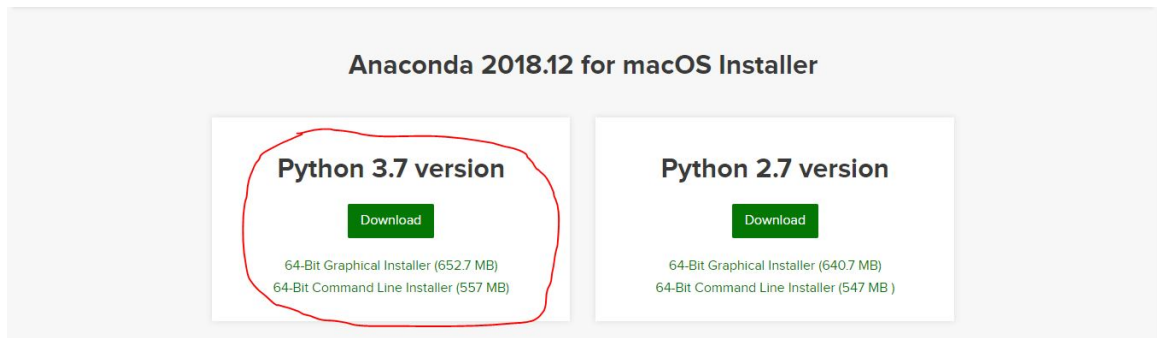 Anaconda 2018.12 for macOS Installer
Python 3.7 version
Download
64-Bit Graphical Installer (652.7 MB)
64-Bit Command Line Installer (557 MB)
Python 2.7 version
Download
64-Bit Graphical Installer (640.7 MB)
64-Bit Command Line Installer (547 MB )